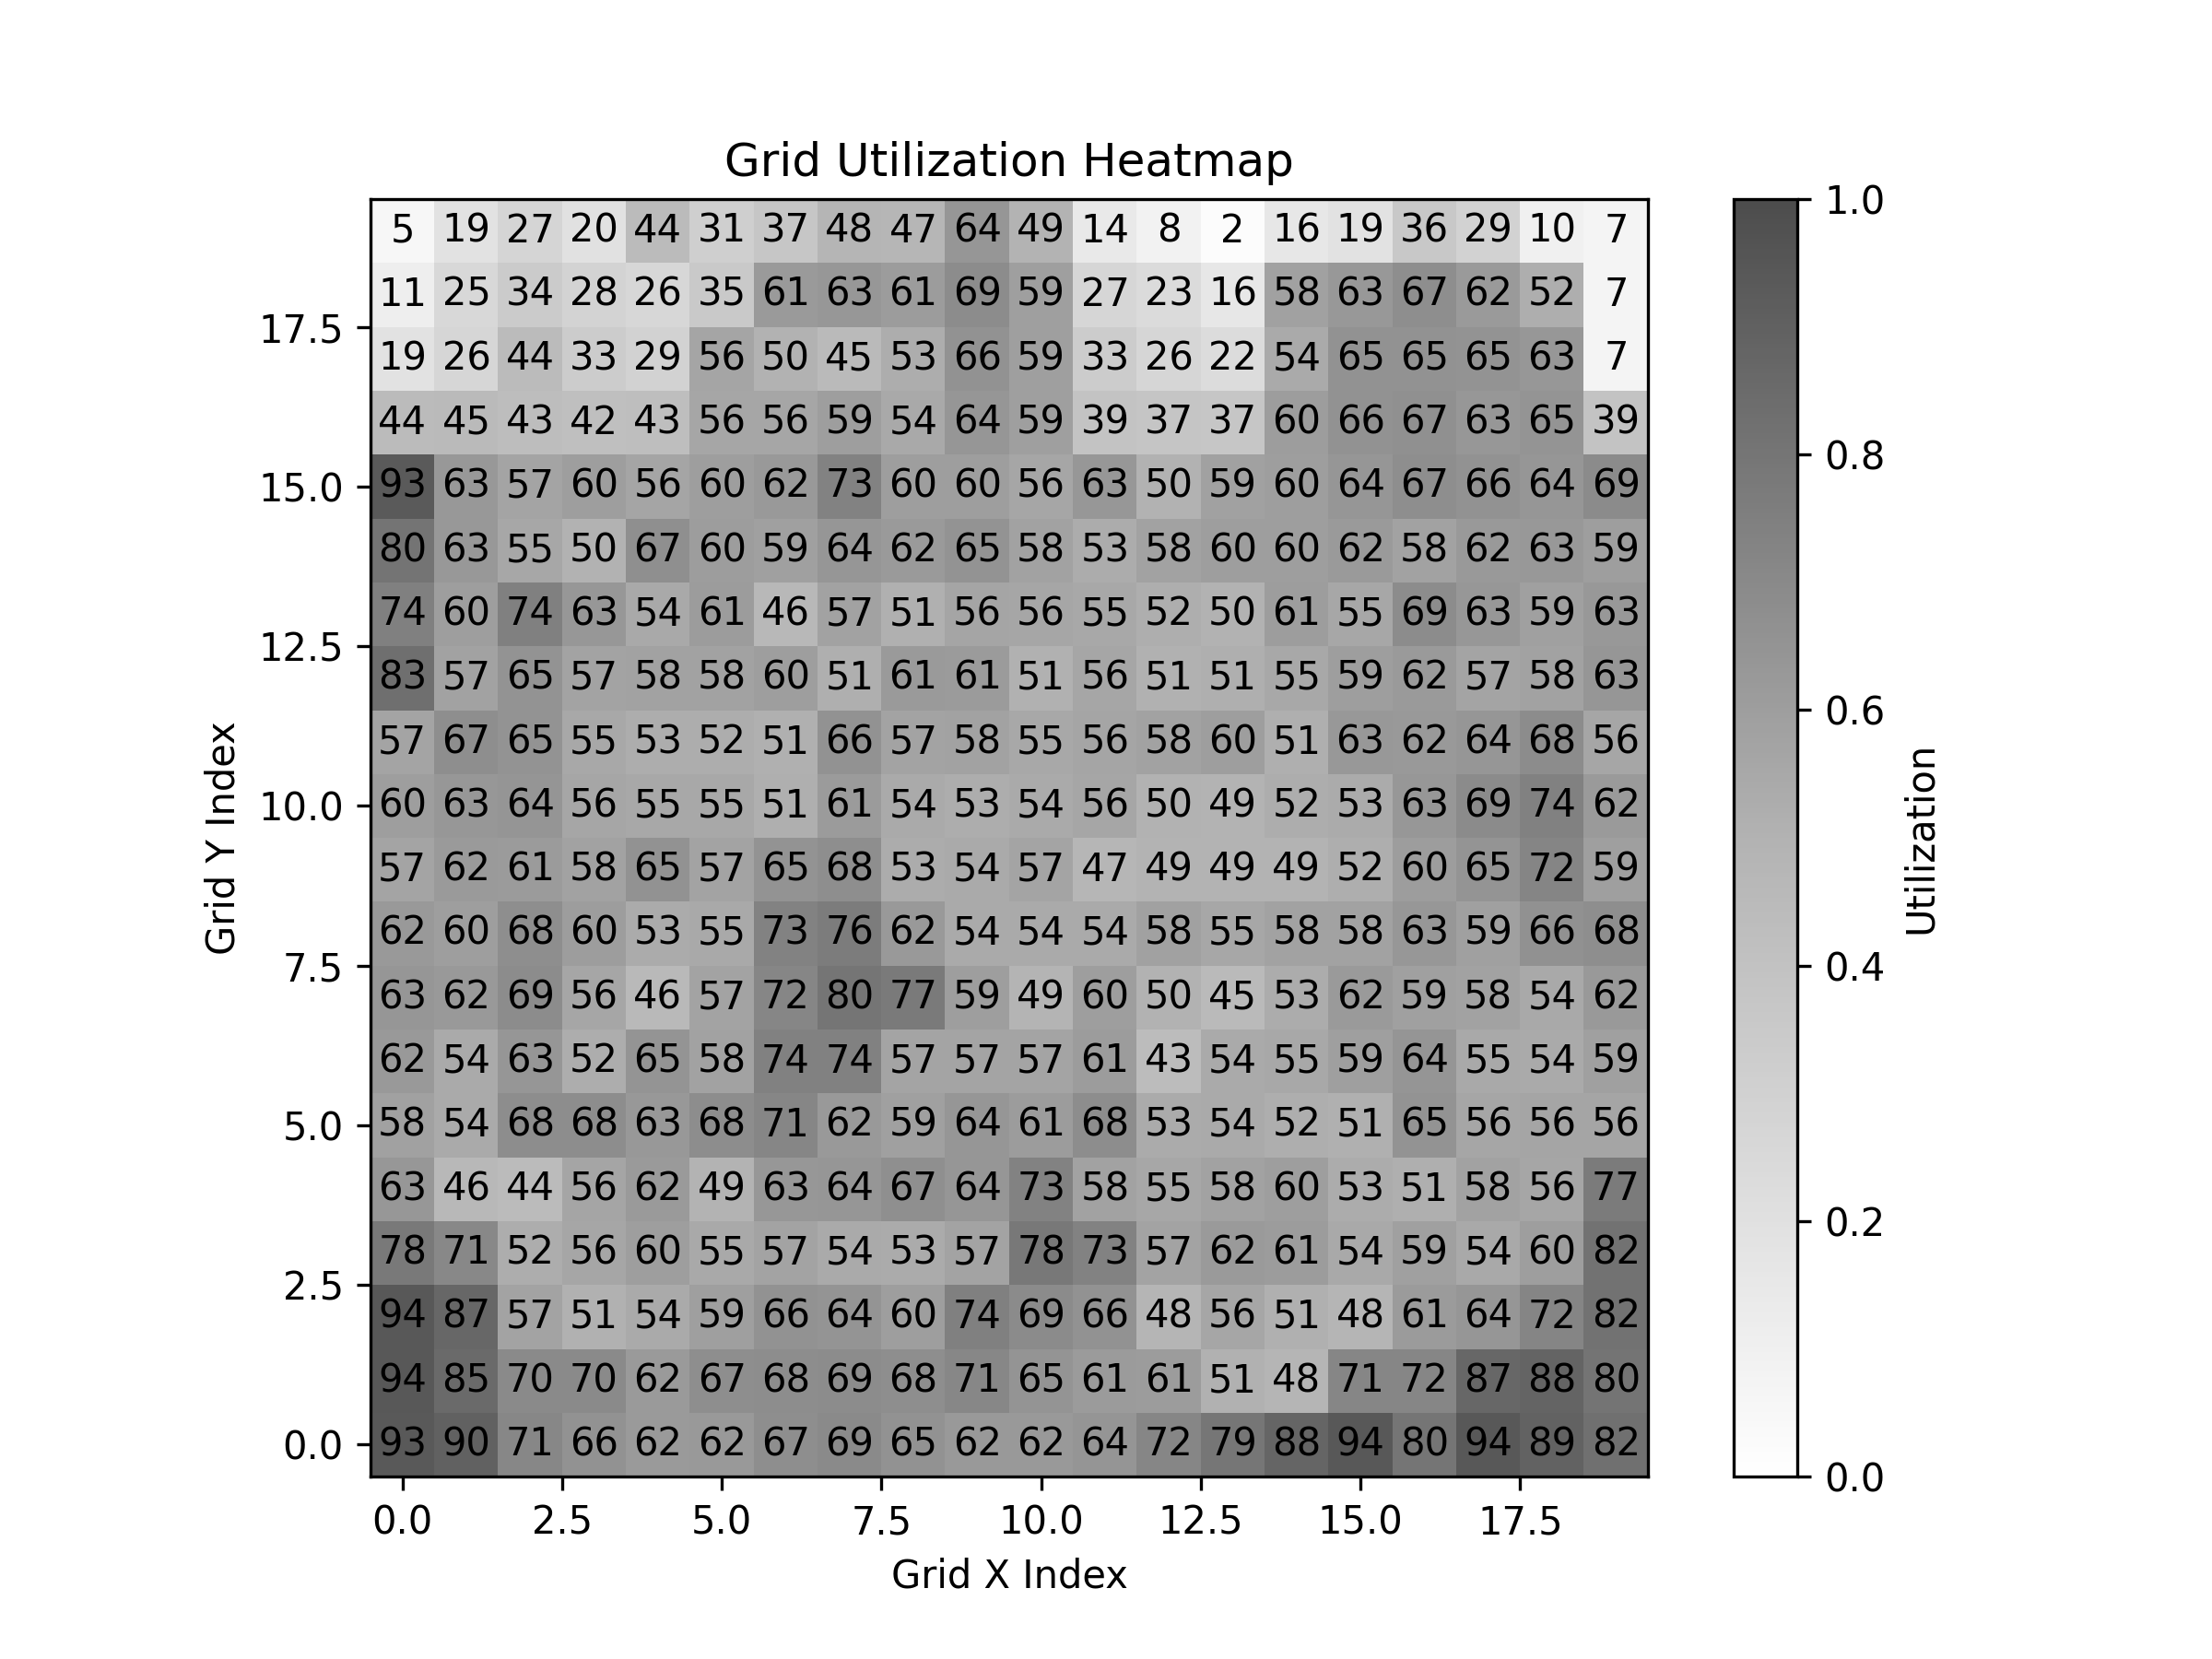 Grid Utilization Heatmap
5 19 27 20 44 31 37 48 47 64 49 14 8 2 16 19 36 29 10 7
11 25 34 28 26 35 61 63 61 69 59 27 23 16 58 63 67 62 52 7
19 26 44 33 29 56 50 45 53 66 59 33 26 22 54 65 65 65 63 7
44 45 43 42 43 56 56 59 54 64 59 39 37 37 60 66 67 63 65 39
93 63 57 60 56 60 62 73 60 60 56 63 50 59 60 64 67 66 64 69
80 63 55 50 67 60 59 64 62 65 58 53 58 60 60 62 58 62 63 59
74 60 74 63 54 61 46 57 51 56 56 55 52 50 61 55 69 63 59 63
83 57 65 57 58 58 60 51 61 61 51 56 51 51 55 59 62 57 58 63
57 67 65 55 53 52 51 66 57 58 55 56 58 60 51 63 62 64 68 56
60 63 64 56 55 55 51 61 54 53 54 56 50 49 52 53 63 69 74 62
57 62 61 58 65 57 65 68 53 54 57 47 49 49 49 52 60 65 72 59
62 60 68 60 53 55 73 76 62 54 54 54 58 55 58 58 63 59 66 68
63 62 69 56 46 57 72 80 77 59 49 60 50 45 53 62 59 58 54 62
62 54 63 52 65 58 74 74 57 57 57 61 43 54 55 59 64 55 54 59
58 54 68 68 63 68 71 62 59 64 61 68 53 54 52 51 65 56 56 56
63 46 44 56 62 49 63 64 67 64 73 58 55 58 60 53 51 58 56 77
78 71 52 56 60 55 57 54 53 57 78 73 57 62 61 54 59 54 60 82
94 87 57 51 54 59 66 64 60 74 69 66 48 56 51 48 61 64 72 82
94 85 70 70 62 67 68 69 68 71 65 61 61 51 48 71 72 87 88 80
93 90 71 66 62 62 67 69 65 62 62 64 72 79 88 94 80 94 89 82
17.5
15.0
12.5
10.0
7.5
5.0
2.5
0.0
Grid Y Index
0.0 2.5 5.0 7.5 10.0 12.5 15.0 17.5
Grid X Index
1.0
0.8
0.6
0.4
0.2
0.0
Utilization